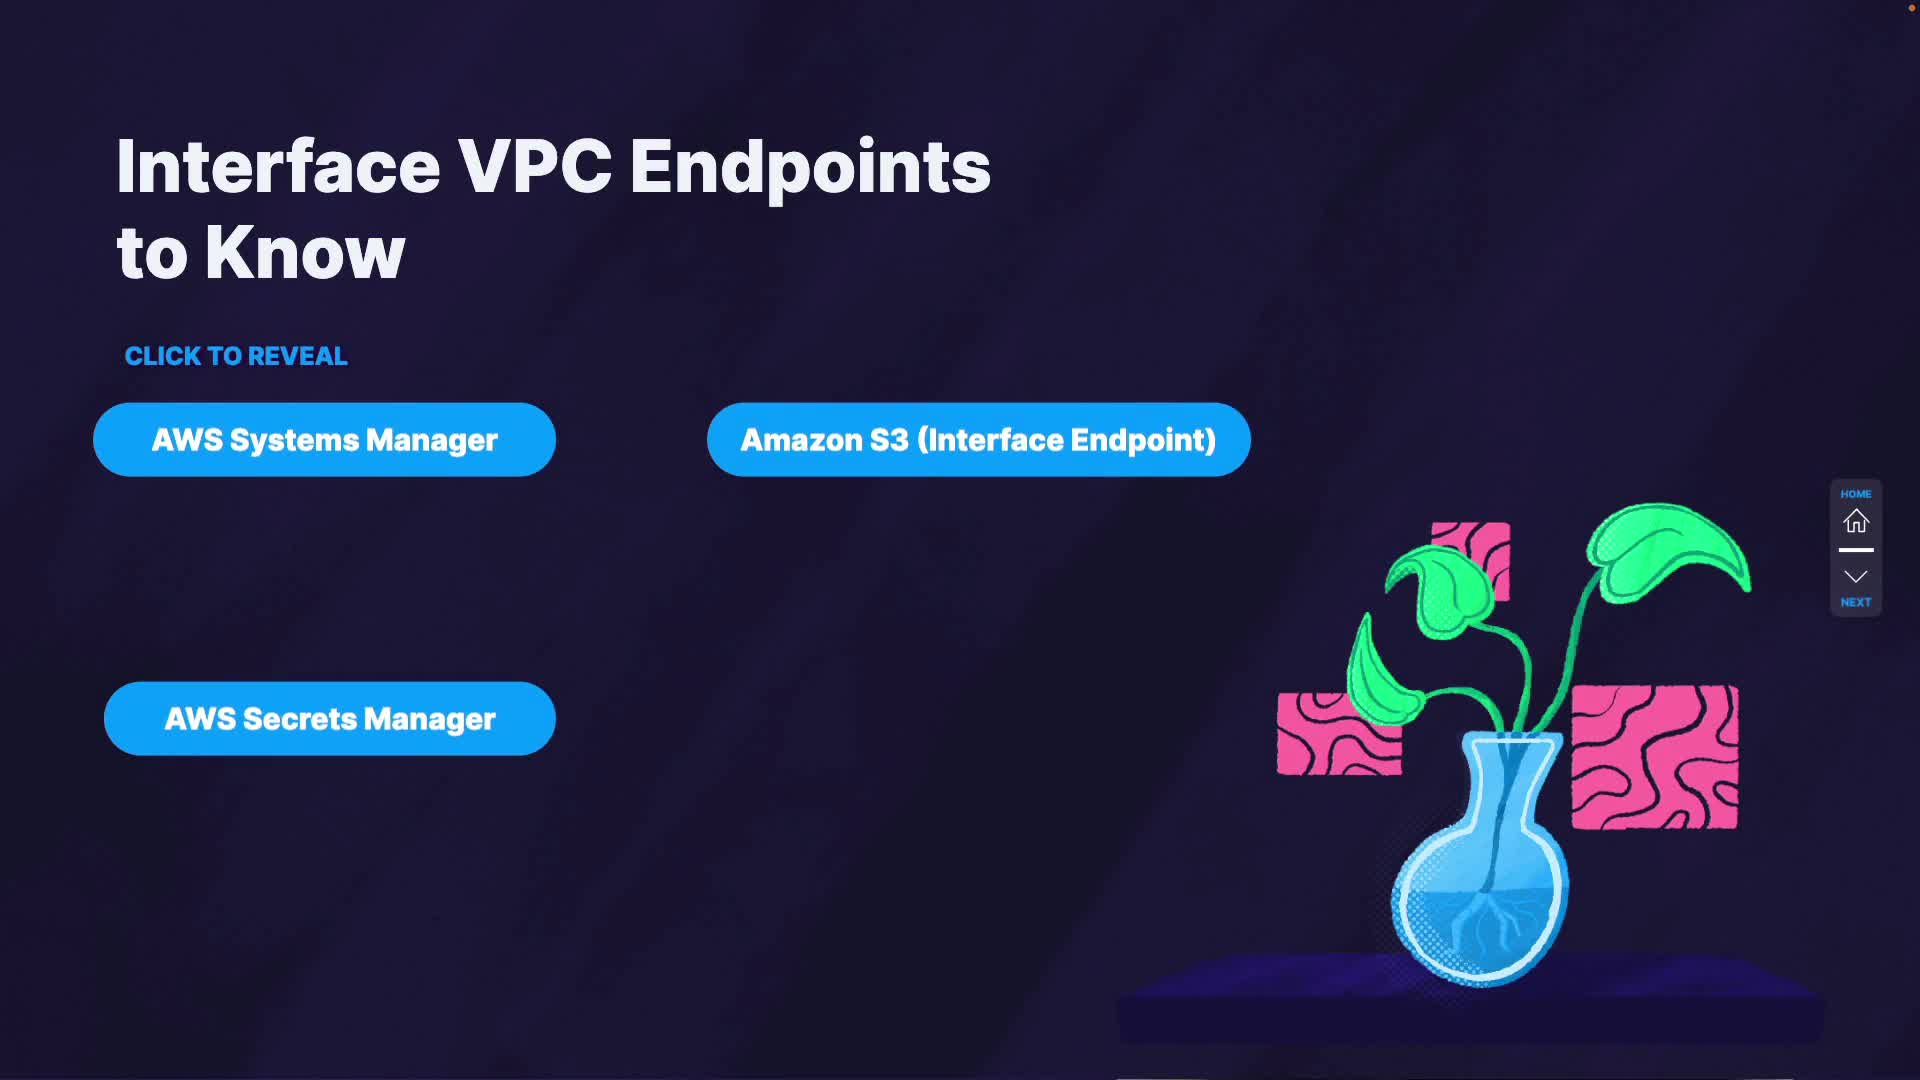 Interface VPC Endpoints
to Know
CLICK TO REVEAL
AWS Systems Manager
Amazon S3 (Interface Endpoint)
AWS Secrets Manager
HOME
NEXT